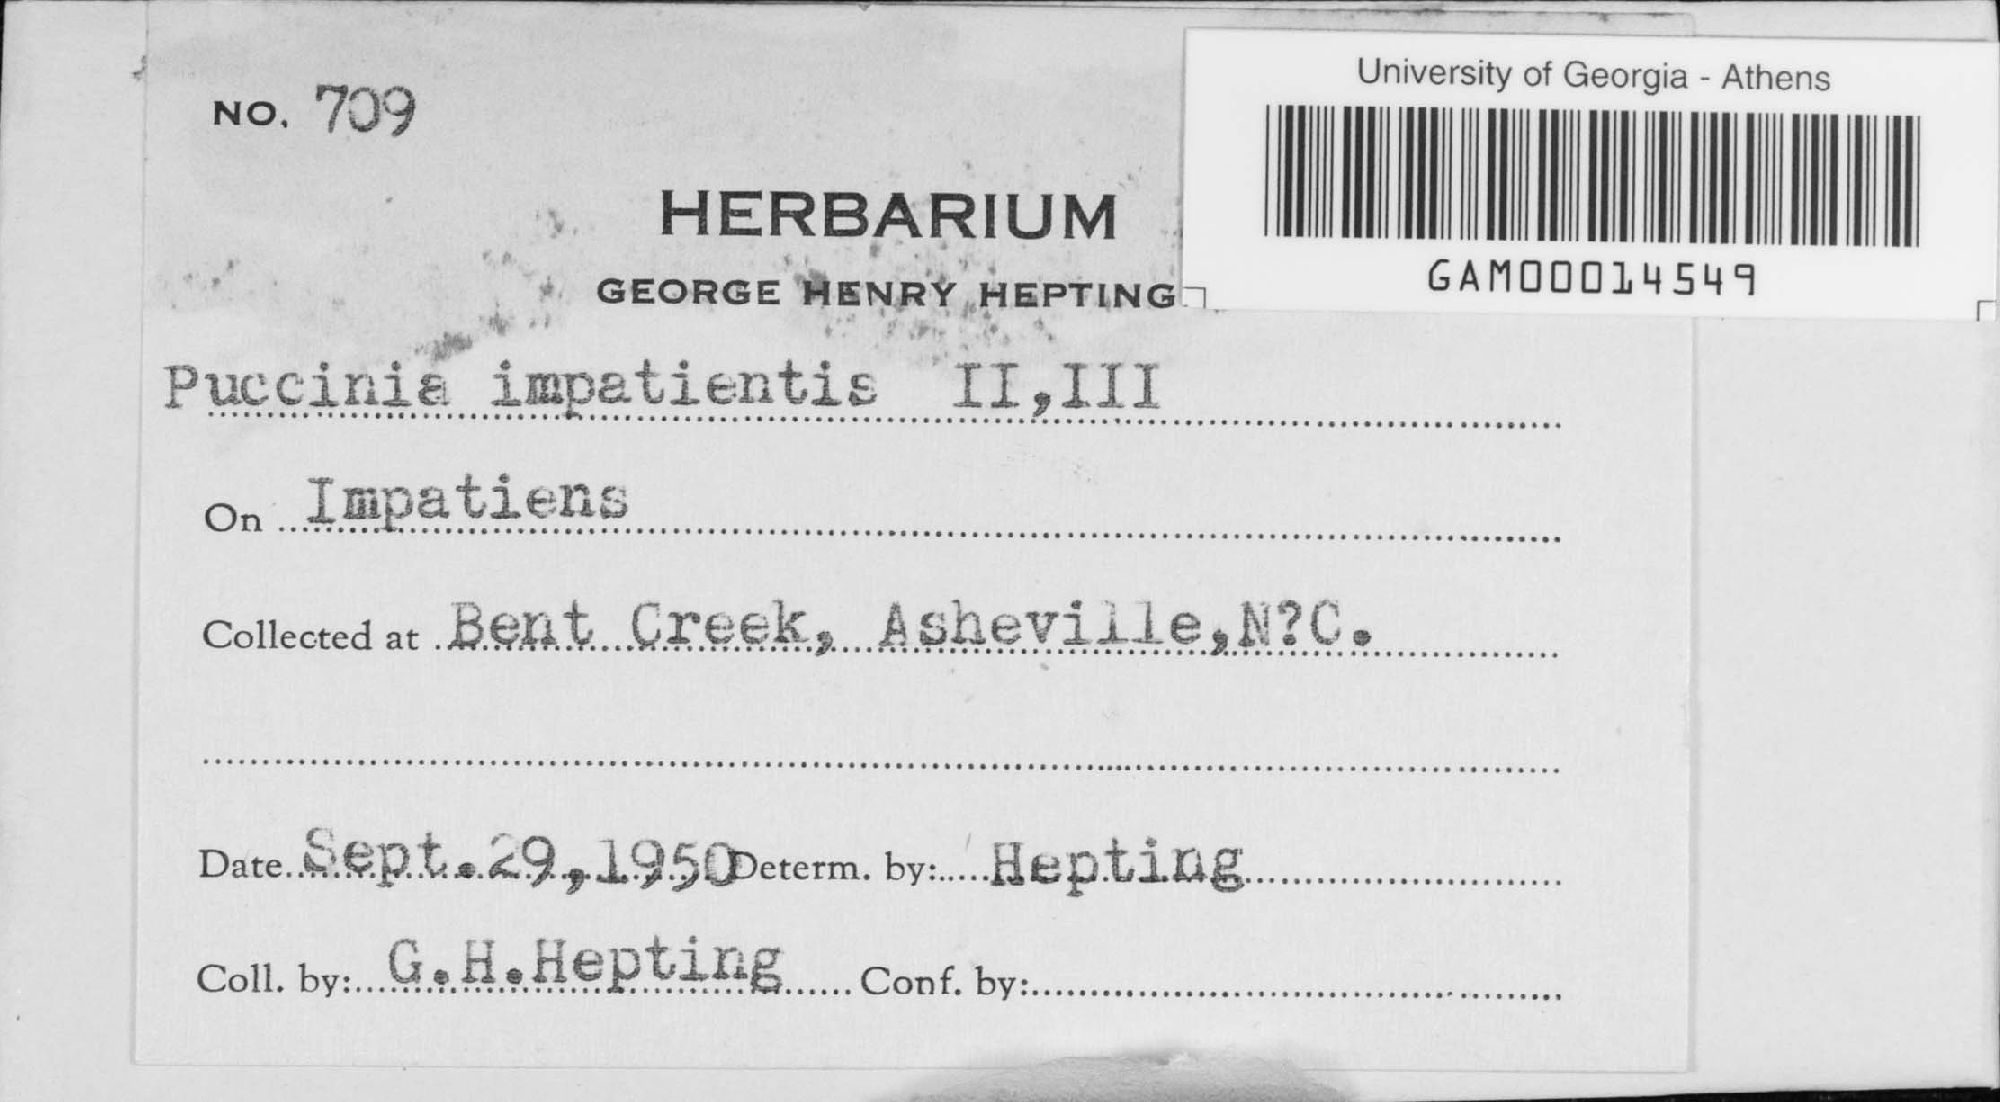 NO. 709
University of Georgia - Athens
GAM00014549
HERBARIUM
GEORGE HENRY HEPTING
Puccinia impatientis II,III
On Impatiens
Collected at Bent Creek, Asheville,N?C.
Date Sept.29,1950 Determ. by: Hepting
Coll. by: G.H.Hepting Conf. by: